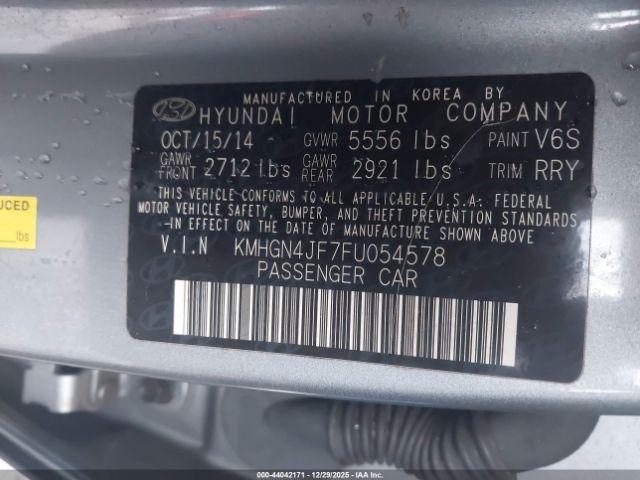 MANUFACTURED IN KOREA BY
HYUNDAI MOTOR COMPANY
OCT/15/14 GVWR 5556 lbs PAINT V6S
GAWR FRONT 2712 lbs GAWR REAR 2921 lbs TRIM RRY
THIS VEHICLE CONFORMS TO ALL APPLICABLE U.S.A. FEDERAL
MOTOR VEHICLE SAFETY, BUMPER, AND THEFT PREVENTION STANDARDS
IN EFFECT ON THE DATE OF MANUFACTURE SHOWN ABOVE.
V.I.N KMHGN4JF7FU054578
PASSENGER CAR
UCED
lbs
000-44042171 - 12/29/2025 - IAAI.COM